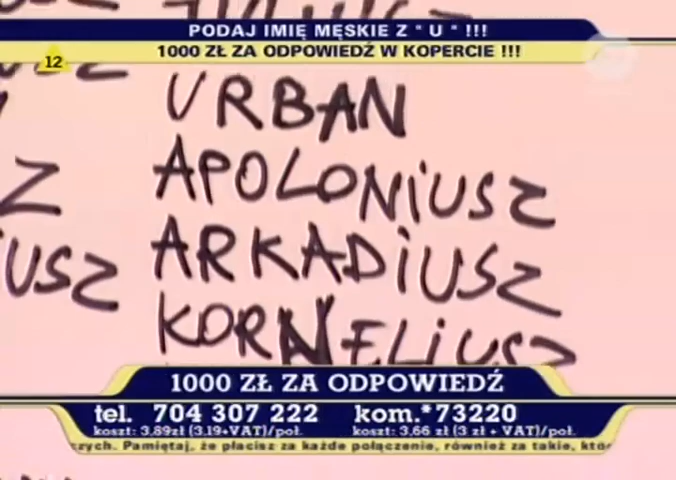 PODAJ IMIĘ MĘSKIE Z " U " !!!
1000 ZŁ ZA ODPOWIEDŹ W KOPERCIE !!!
12
URBAN
APOLONIUSZ
ARKADIUSZ
KORNELIUSZ
1000 ZŁ ZA ODPOWIEDŹ
tel. 704 307 222 kom.*73220
koszt: 3,89zł (3,19+VAT)/poł. koszt: 3,66 zł (3 zł + VAT)/poł.
Pamiętaj, że płacisz za każde połączenie, również za takie,